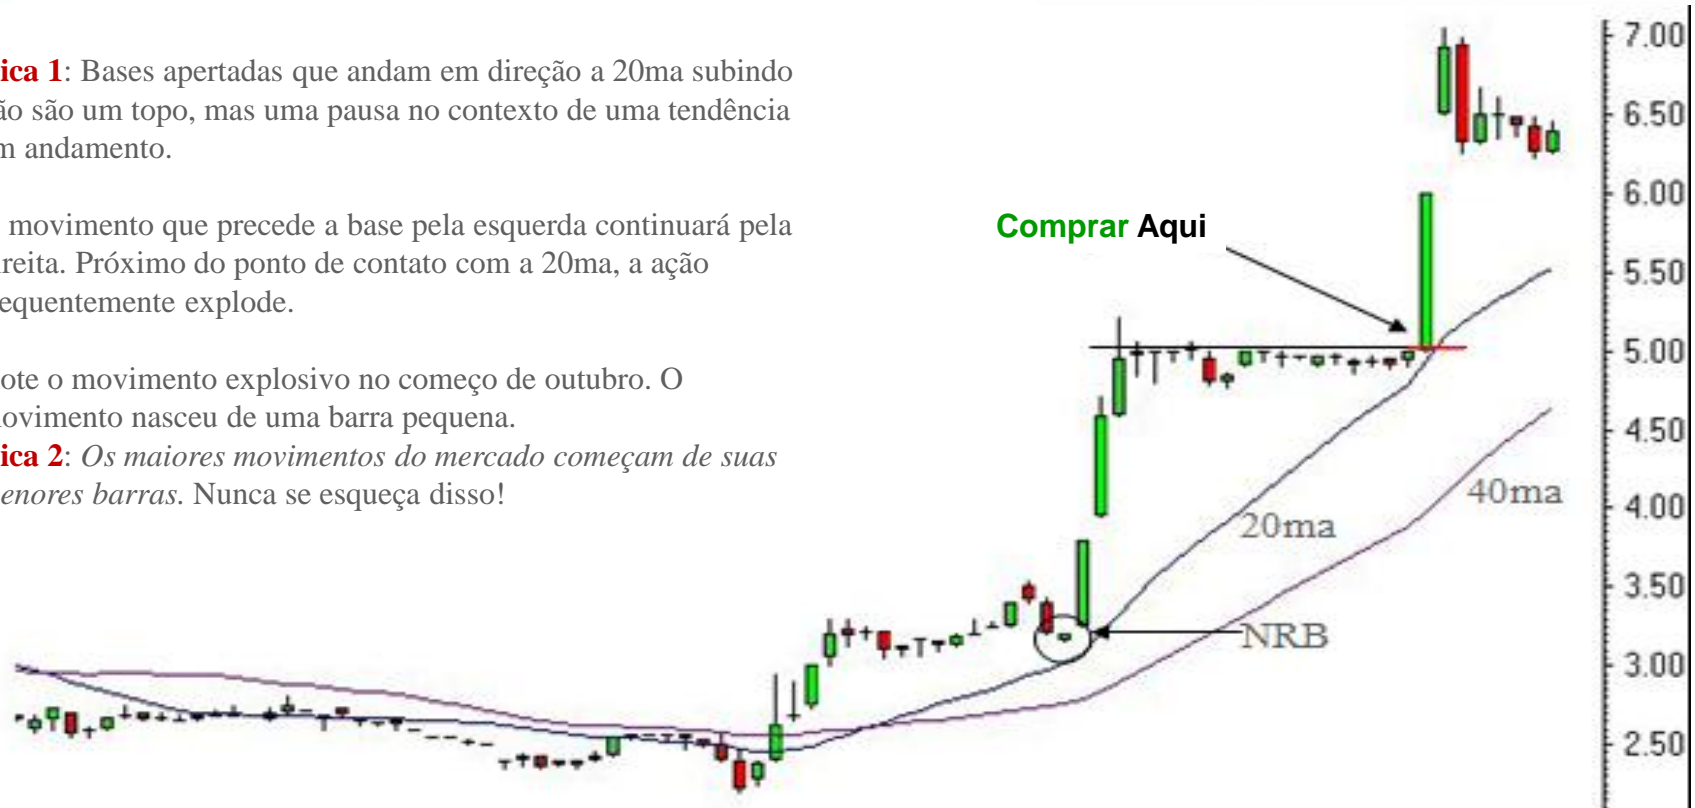 ica 1: Bases apertadas que andam em direção a 20ma subindo
ão são um topo, mas uma pausa no contexto de uma tendência
m andamento.
movimento que precede a base pela esquerda continuará pela
ireita. Próximo do ponto de contato com a 20ma, a ação
equentemente explode.
ote o movimento explosivo no começo de outubro. O
ovimento nasceu de uma barra pequena.
ica 2: Os maiores movimentos do mercado começam de suas
enores barras. Nunca se esqueça disso!
Comprar Aqui
20ma
40ma
NRB
7.00
6.50
6.00
5.50
5.00
4.50
4.00
3.50
3.00
2.50